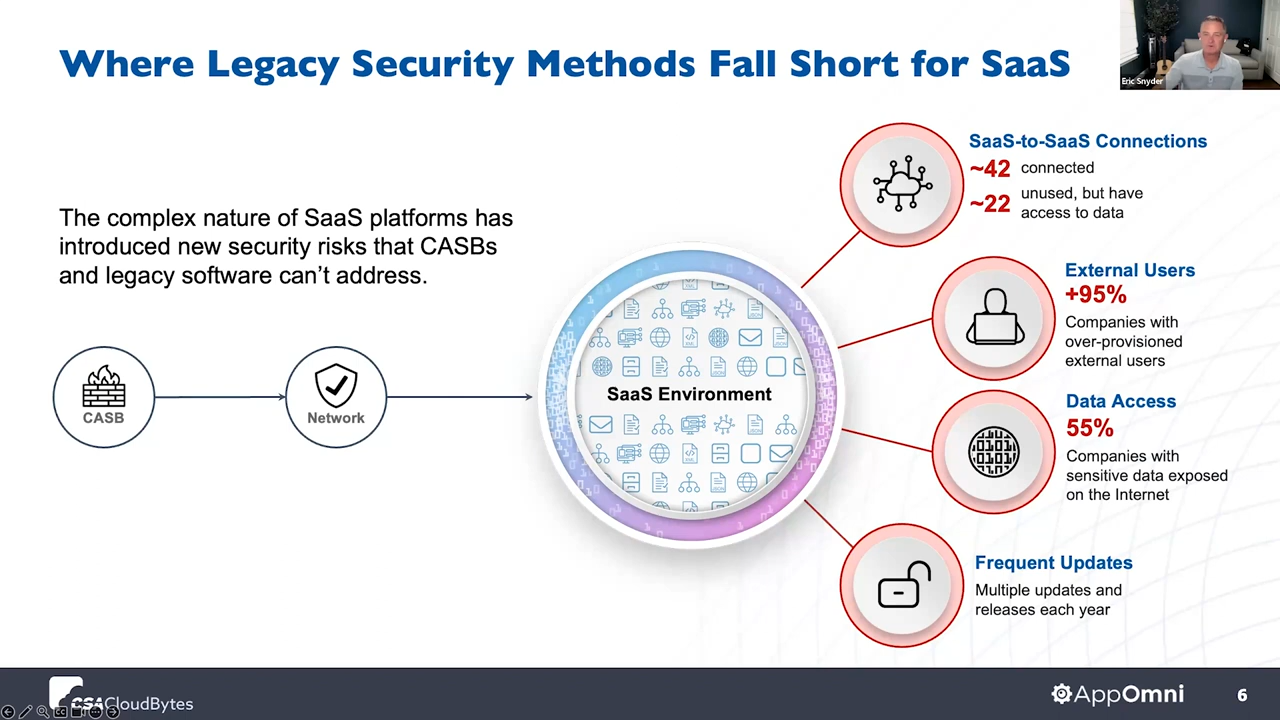 Where Legacy Security Methods Fall Short for SaaS
Eric Snyder
The complex nature of SaaS platforms has
introduced new security risks that CASBs
and legacy software can’t address.
CASB
Network
SaaS Environment
SaaS-to-SaaS Connections
~42 connected
~22 unused, but have
access to data
External Users
+95%
Companies with
over-provisioned
external users
Data Access
55%
Companies with
sensitive data exposed
on the Internet
Frequent Updates
Multiple updates and
releases each year
CSACloudBytes
AppOmni
6